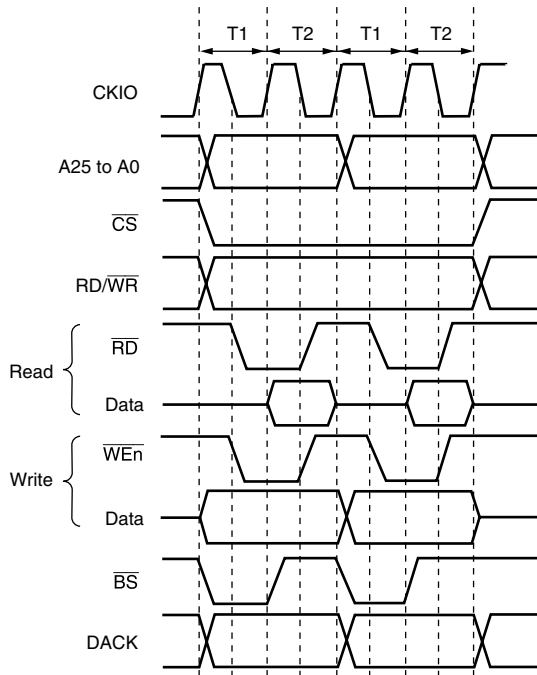 T1 T2 T1 T2
CKIO
A25 to A0
CS
RD/WR
RD
Read
Data
WEn
Write
Data
BS
DACK